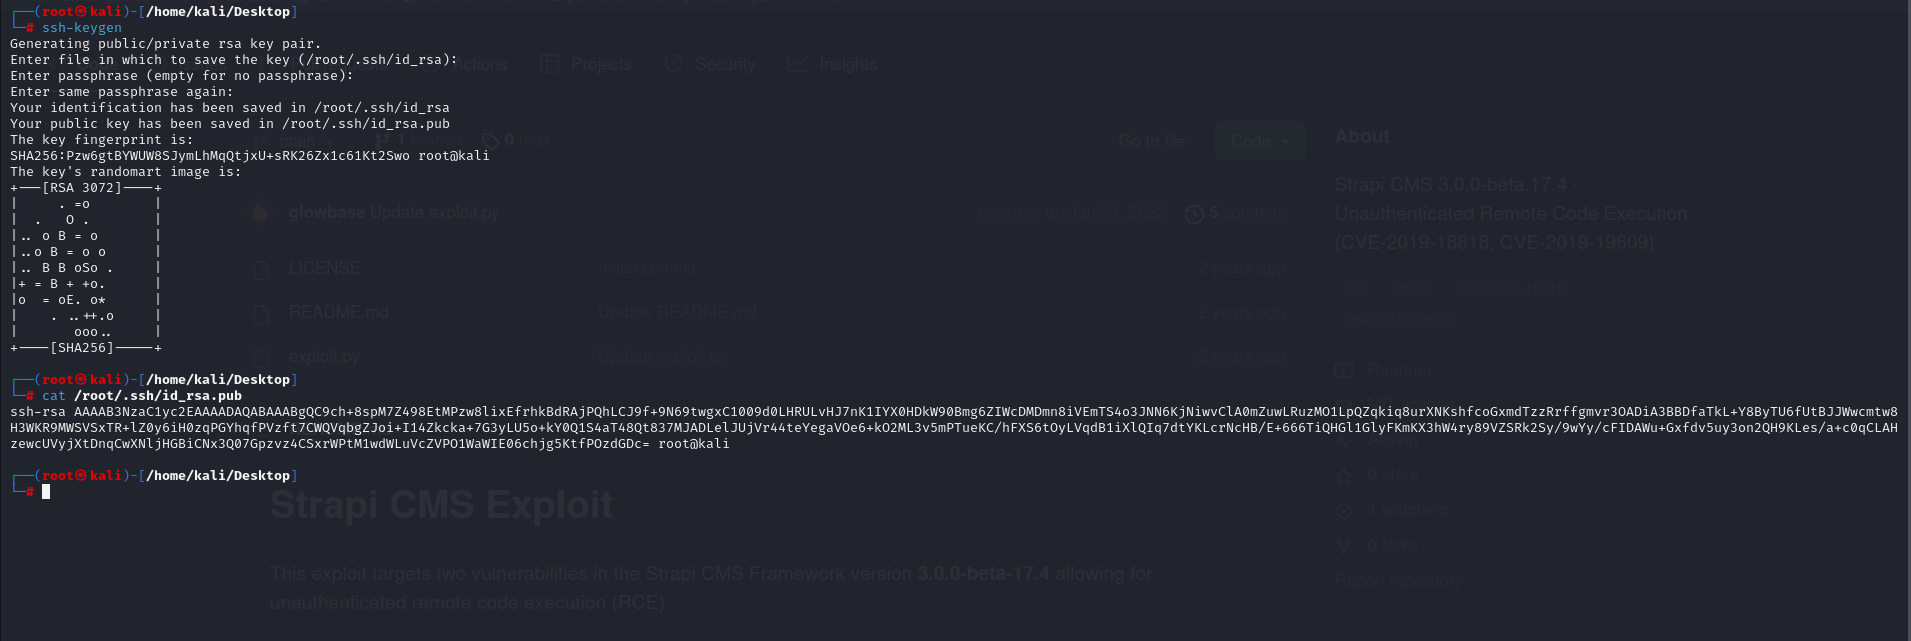 ┌──(root㉿kali)-[/home/kali/Desktop]
└─# ssh-keygen
Generating public/private rsa key pair.
Enter file in which to save the key (/root/.ssh/id_rsa):
Enter passphrase (empty for no passphrase):
Enter same passphrase again:
Your identification has been saved in /root/.ssh/id_rsa
Your public key has been saved in /root/.ssh/id_rsa.pub
The key fingerprint is:
SHA256:Pzw6gtBYWUW8SJymLhMqQtjxU+sRK26Zx1c61Kt2Swo root@kali
The key's randomart image is:
+---[RSA 3072]----+
|     . =o        |
|  .   O .        |
|.. o B = o       |
|..o B = o o      |
|.. B B oSo .     |
|+ = B + +o.      |
|o  = oE. o*      |
|    . ..++.o     |
|       ooo..     |
+----[SHA256]-----+
┌──(root㉿kali)-[/home/kali/Desktop]
└─# cat /root/.ssh/id_rsa.pub
ssh-rsa AAAAB3NzaC1yc2EAAAADAQABAAABgQC9ch+8spM7Z498EtMPzw8lixEfrhkBdRAjPQhLCJ9f+9N69twgxC1009d0LHRULvHJ7nK1IYX0HDkW90Bmg6ZIWcDMDmn8iVEmTS4o3JNN6KjNiwvClA0mZuwLRuzMO1LpQZqkiq8urXNKshfcoGxmdTzzRrffgmvr3OADiA3BBDfaTkL+Y8ByTU6fUtBJJWwcmtw8
H3WKR9MWSVSxTR+lZ0y6iH0zqPGYhqfPVzft7CWQVqbgZJoi+I14Zkcka+7G3yLU5o+kY0Q1S4aT48Qt837MJADLelJUjVr44teYegaVOe6+kO2ML3v5mPTueKC/hFXS6tOyLVqdB1iXlQIq7dtYKLcrNcHB/E+666TiQHGl1GlyFKmKX3hW4ry89VZSRk2Sy/9wYy/cFIDAWu+Gxfdv5uy3on2QH9KLes/a+c0qCLAH
zewcUVyjXtDnqCwXNljHGBiCNx3Q07Gpzvz4CSxrWPtM1wdWLuVcZVPO1WaWIE06chjg5KtfPOzdGDc= root@kali
┌──(root㉿kali)-[/home/kali/Desktop]
└─#
Actions
Projects
Security
Insights
main
1 branch
0 tags
Go to file
Code
About
Strapi CMS 3.0.0-beta.17.4 -
Unauthenticated Remote Code Execution
(CVE-2019-18818, CVE-2019-19609)
glowbase Update exploit.py
on Jan 24, 2022
5 commits
LICENSE
Initial commit
2 years ago
README.md
Update README.md
2 years ago
exploit.py
Update exploit.py
2 years ago
Readme
Activity
0 stars
1 watching
0 forks
Report repository
Strapi CMS Exploit
This exploit targets two vulnerabilities in the Strapi CMS Framework version 3.0.0-beta-17.4 allowing for
unauthenticated remote code execution (RCE).